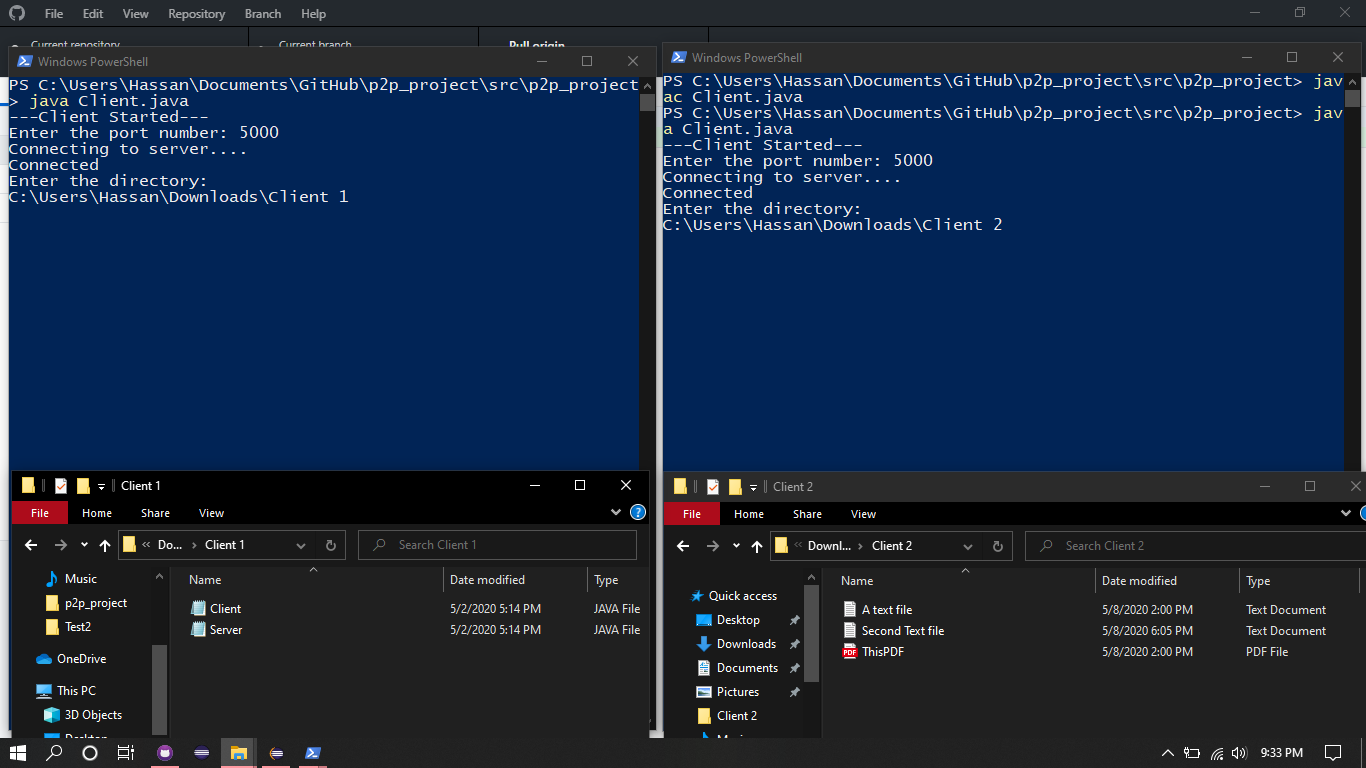 File Edit View Repository Branch Help
Current repository Current branch Pull origin
Windows PowerShell
PS C:\Users\Hassan\Documents\GitHub\p2p_project\src\p2p_project
> java Client.java
---Client Started---
Enter the port number: 5000
Connecting to server....
Connected
Enter the directory:
C:\Users\Hassan\Downloads\Client 1
Windows PowerShell
PS C:\Users\Hassan\Documents\GitHub\p2p_project\src\p2p_project> jav
ac Client.java
PS C:\Users\Hassan\Documents\GitHub\p2p_project\src\p2p_project> jav
a Client.java
---Client Started---
Enter the port number: 5000
Connecting to server....
Connected
Enter the directory:
C:\Users\Hassan\Downloads\Client 2
Client 1
File Home Share View
« Do... › Client 1 Search Client 1
Music
p2p_project
Test2
OneDrive
This PC
3D Objects
Desktop
Name Date modified Type
Client 5/2/2020 5:14 PM JAVA File
Server 5/2/2020 5:14 PM JAVA File
Client 2
File Home Share View
« Downl... › Client 2 Search Client 2
Quick access
Desktop
Downloads
Documents
Pictures
Client 2
Music
Name Date modified Type
A text file 5/8/2020 2:00 PM Text Document
Second Text file 5/8/2020 6:05 PM Text Document
PDF ThisPDF 5/8/2020 2:00 PM PDF File
9:33 PM